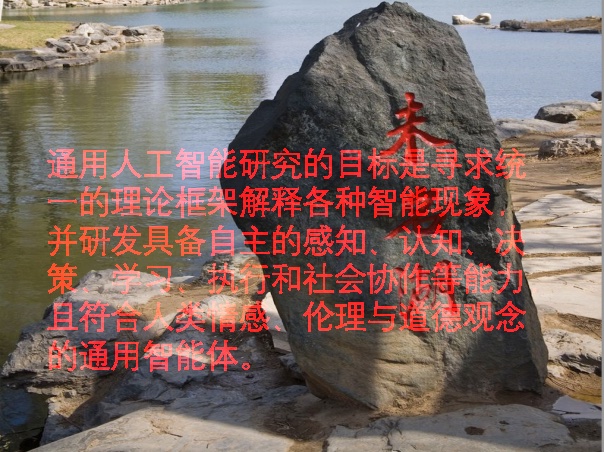 未名湖
通用人工智能研究的目标是寻求统
一的理论框架解释各种智能现象，
并研发具备自主的感知、认知、决
策、学习、执行和社会协作等能力
且符合人类情感、伦理与道德观念
的通用智能体。